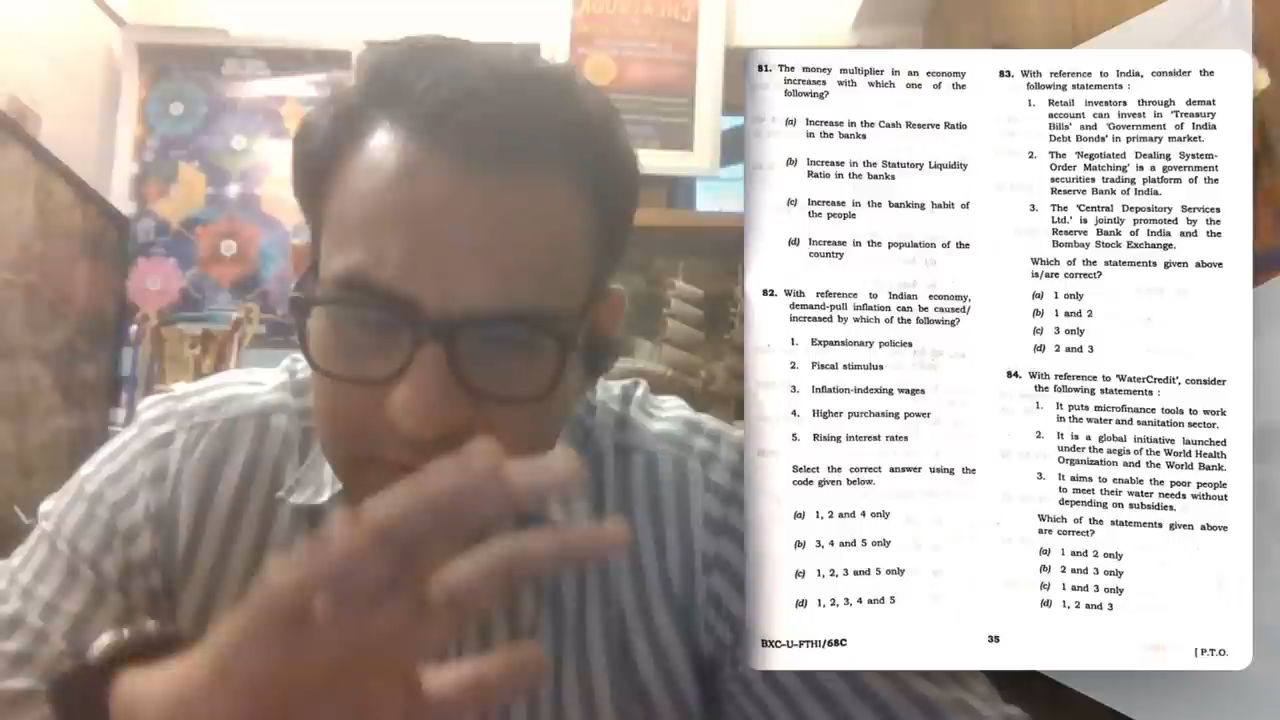 81. The money multiplier in an economy
increases with which one of the
following?
(a) Increase in the Cash Reserve Ratio
in the banks
(b) Increase in the Statutory Liquidity
Ratio in the banks
(c) Increase in the banking habit of
the people
(d) Increase in the population of the
country
82. With reference to Indian economy,
demand-pull inflation can be caused/
increased by which of the following?
1. Expansionary policies
2. Fiscal stimulus
3. Inflation-indexing wages
4. Higher purchasing power
5. Rising interest rates
Select the correct answer using the
code given below.
(a) 1, 2 and 4 only
(b) 3, 4 and 5 only
(c) 1, 2, 3 and 5 only
(d) 1, 2, 3, 4 and 5
BXC-U-FTHI/68C
83. With reference to India, consider the
following statements :
1. Retail investors through demat
account can invest in 'Treasury
Bills' and 'Government of India
Debt Bonds' in primary market.
2. The 'Negotiated Dealing System-
Order Matching' is a government
securities trading platform of the
Reserve Bank of India.
3. The 'Central Depository Services
Ltd.' is jointly promoted by the
Reserve Bank of India and the
Bombay Stock Exchange.
Which of the statements given above
is/are correct?
(a) 1 only
(b) 1 and 2
(c) 3 only
(d) 2 and 3
84. With reference to 'WaterCredit', consider
the following statements :
1. It puts microfinance tools to work
in the water and sanitation sector.
2. It is a global initiative launched
under the aegis of the World Health
Organization and the World Bank.
3. It aims to enable the poor people
to meet their water needs without
depending on subsidies.
Which of the statements given above
are correct?
(a) 1 and 2 only
(b) 2 and 3 only
(c) 1 and 3 only
(d) 1, 2 and 3
35
[ P.T.O.